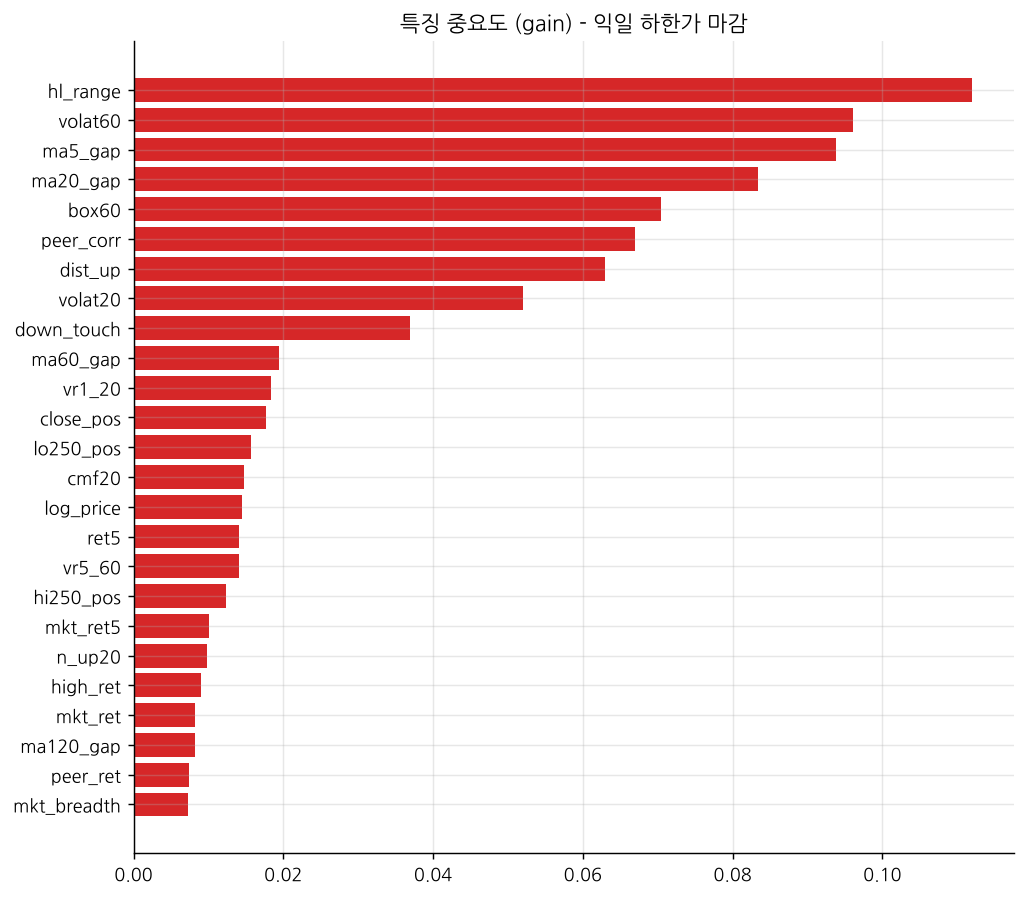 특징 중요도 (gain) - 익일 하한가 마감
hl_range
volat60
ma5_gap
ma20_gap
box60
peer_corr
dist_up
volat20
down_touch
ma60_gap
vr1_20
close_pos
lo250_pos
cmf20
log_price
ret5
vr5_60
hi250_pos
mkt_ret5
n_up20
high_ret
mkt_ret
ma120_gap
peer_ret
mkt_breadth
0.00 0.02 0.04 0.06 0.08 0.10